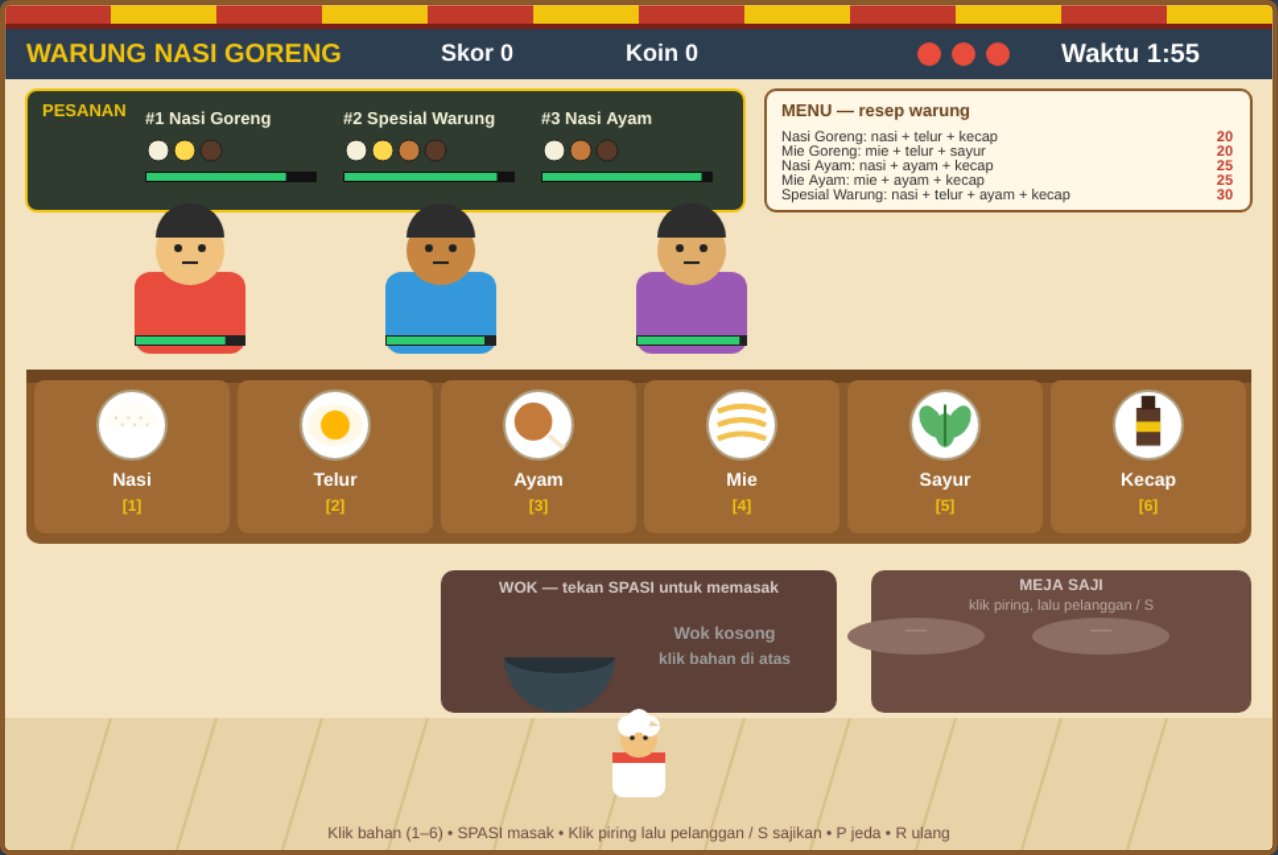 WARUNG NASI GORENG
Skor 0
Koin 0
Waktu 1:55
PESANAN
#1 Nasi Goreng
#2 Spesial Warung
#3 Nasi Ayam
MENU — resep warung
Nasi Goreng: nasi + telur + kecap 20
Mie Goreng: mie + telur + sayur 20
Nasi Ayam: nasi + ayam + kecap 25
Mie Ayam: mie + ayam + kecap 25
Spesial Warung: nasi + telur + ayam + kecap 30
Nasi
Telur
Ayam
Mie
Sayur
Kecap
[1]
[2]
[3]
[4]
[5]
[6]
WOK — tekan SPASI untuk memasak
Wok kosong
klik bahan di atas
MEJA SAJI
klik piring, lalu pelanggan / S
—
—
Klik bahan (1–6) • SPASI masak • Klik piring lalu pelanggan / S sajikan • P jeda • R ulang